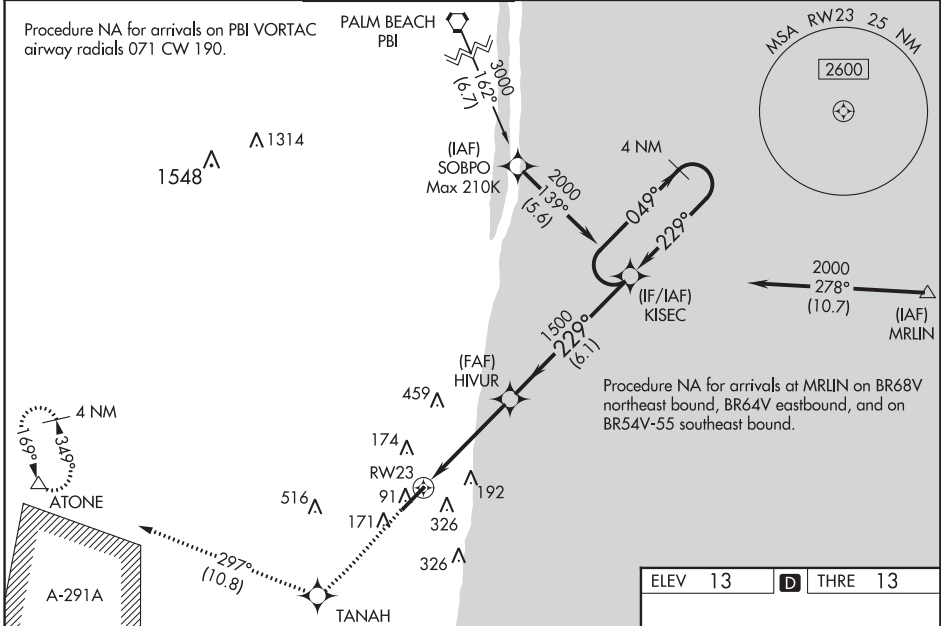 Procedure NA for arrivals on PBI VORTAC
airway radials 071 CW 190.
PALM BEACH
PBI
3000
162°
(6.7)
MSA RW23 25 NM
2600
1314
1548
(IAF)
SOBPO
Max 210K
2000
139°
(5.6)
4 NM
049°
229°
(IF/IAF)
KISEC
2000
278°
(10.7)
(IAF)
MRLIN
1500
229°
(6.1)
(FAF)
HIVUR
Procedure NA for arrivals at MRLIN on BR68V
northeast bound, BR64V eastbound, and on
BR54V-55 southeast bound.
459
174
RW23
91
171
516
192
326
326
4 NM
169°
349°
ATONE
A-291A
297°
(10.8)
TANAH
ELEV 13 D THRE 13